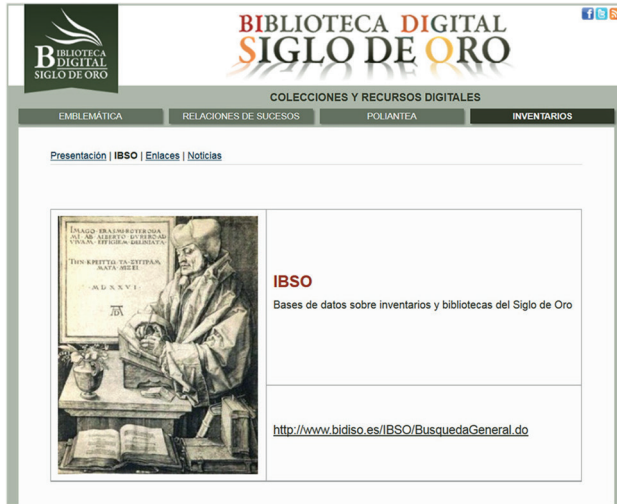 BIBLIOTECA
DIGITAL
SIGLO DE ORO
BIBLIOTECA DIGITAL
SIGLO DE ORO
COLECCIONES Y RECURSOS DIGITALES
EMBLEMÁTICA RELACIONES DE SUCESOS POLIANTEA INVENTARIOS
Presentación | IBSO | Enlaces | Noticias
IMAGO·ERASMI·ROTERODA
MI·AB·ALBERTO·DVRERO·AD
VIVAM·EFFIGIEM·DELINIATA·
ΤΗΝ·ΚΡΕΙΤΤΩ·ΤΑ·ΣΥΓΓΡΑΜ
ΜΑΤΑ·ΔΕΙΞΕΙ
·MDXXVI·
AD
IBSO
Bases de datos sobre inventarios y bibliotecas del Siglo de Oro
http://www.bidiso.es/IBSO/BusquedaGeneral.do